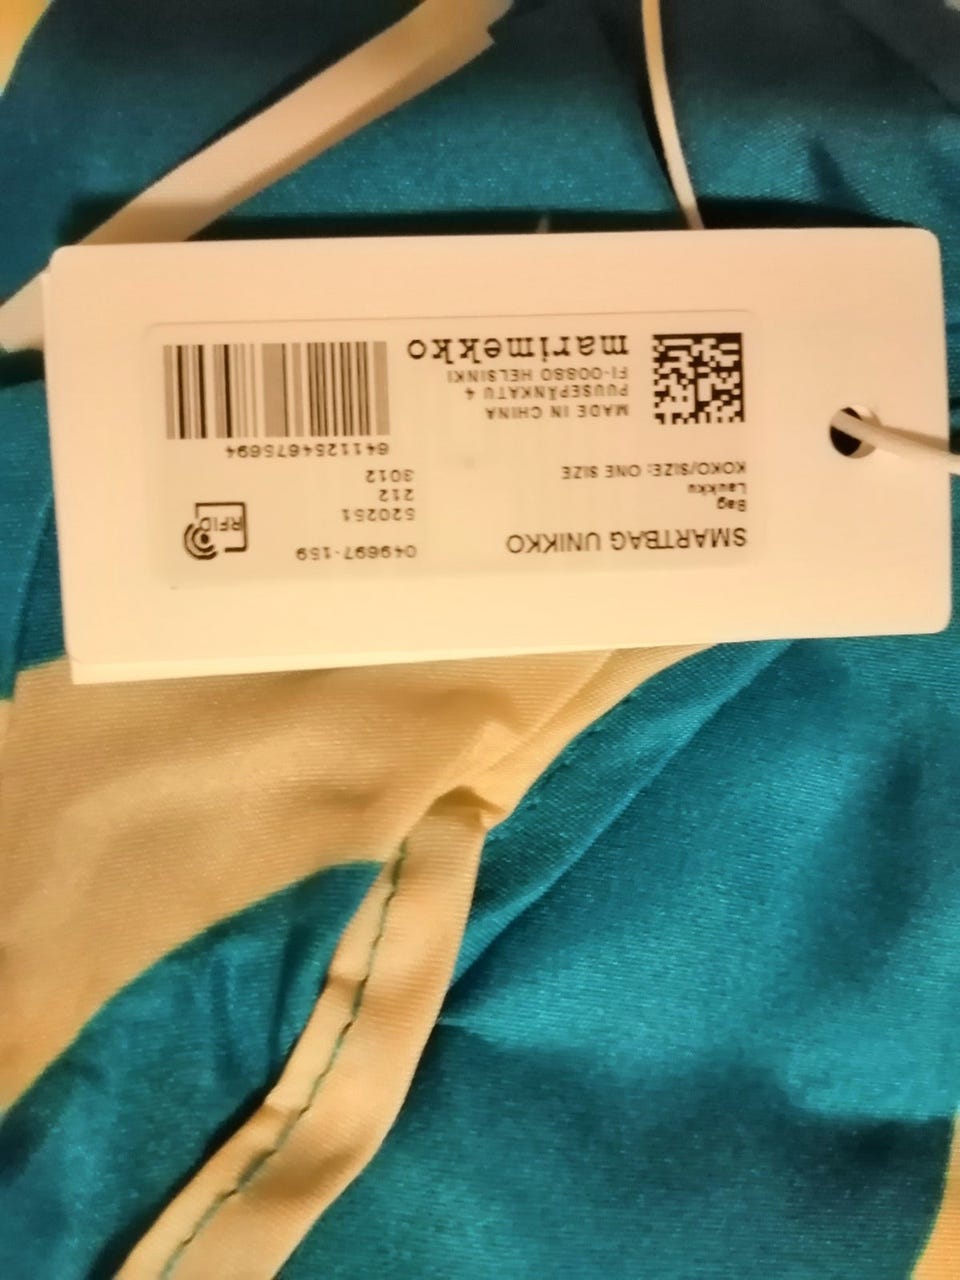 SMARTBAG UNIKKO
Bag
Laukku
KOKO/SIZE: ONE SIZE
049697-159
520251
212
3012
RFID
MADE IN CHINA
PUUSEPÄNKATU 4
FI-00880 HELSINKI
marimekko
6411254675694